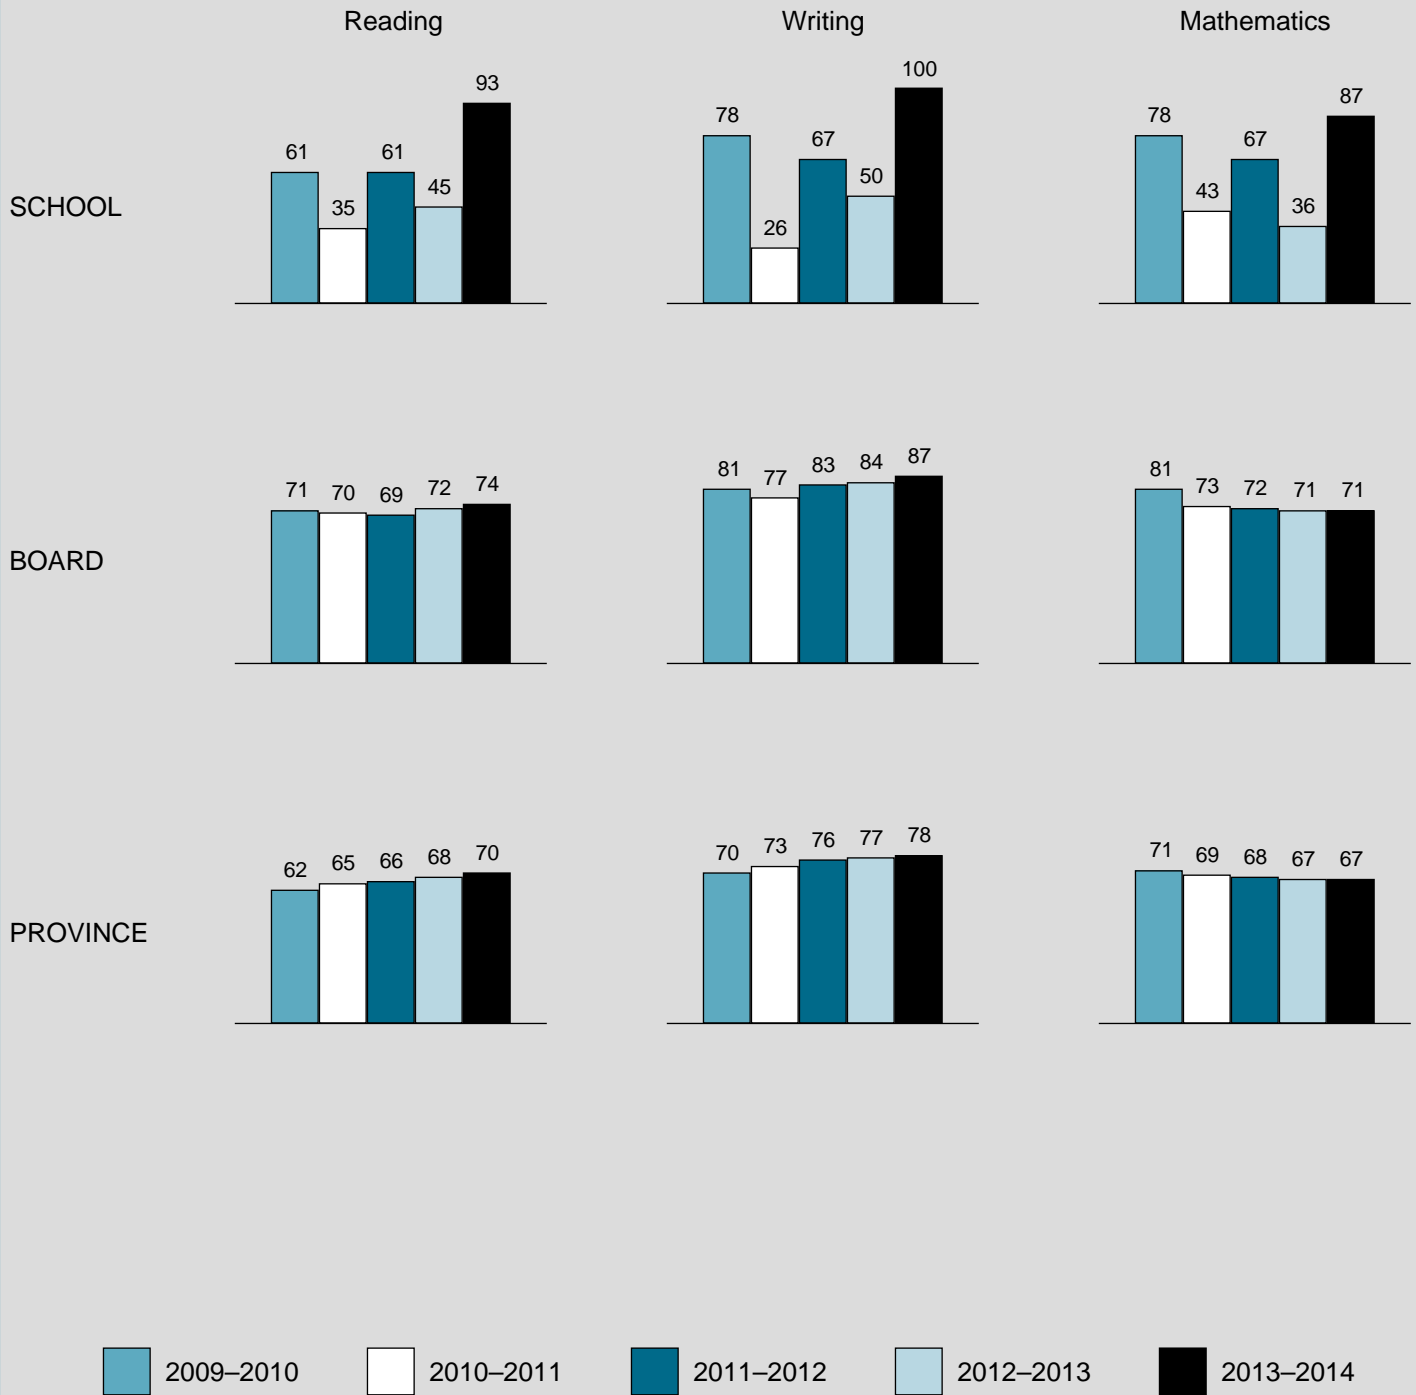 Reading Writing Mathematics
SCHOOL
61 35 61 45 93
78 26 67 50 100
78 43 67 36 87
BOARD
71 70 69 72 74
81 77 83 84 87
81 73 72 71 71
PROVINCE
62 65 66 68 70
70 73 76 77 78
71 69 68 67 67
2009–2010 2010–2011 2011–2012 2012–2013 2013–2014